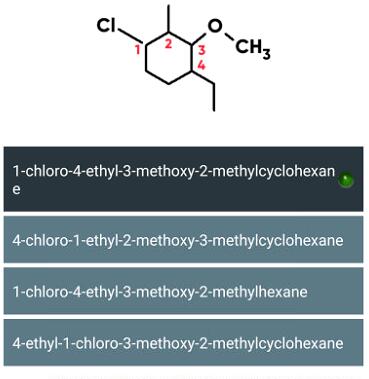 Cl
O
CH3
1
2
3
4
1-chloro-4-ethyl-3-methoxy-2-methylcyclohexan
e
4-chloro-1-ethyl-2-methoxy-3-methylcyclohexane
1-chloro-4-ethyl-3-methoxy-2-methylhexane
4-ethyl-1-chloro-3-methoxy-2-methylcyclohexane